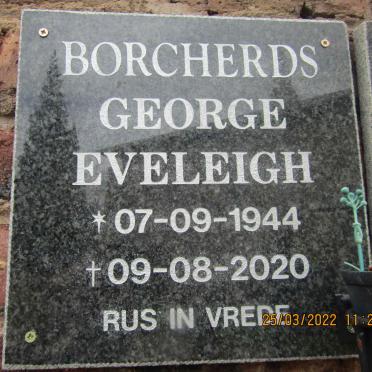 BORCHERDS
GEORGE
EVELEIGH
* 07-09-1944
† 09-08-2020
RUS IN VREDE
25/03/2022